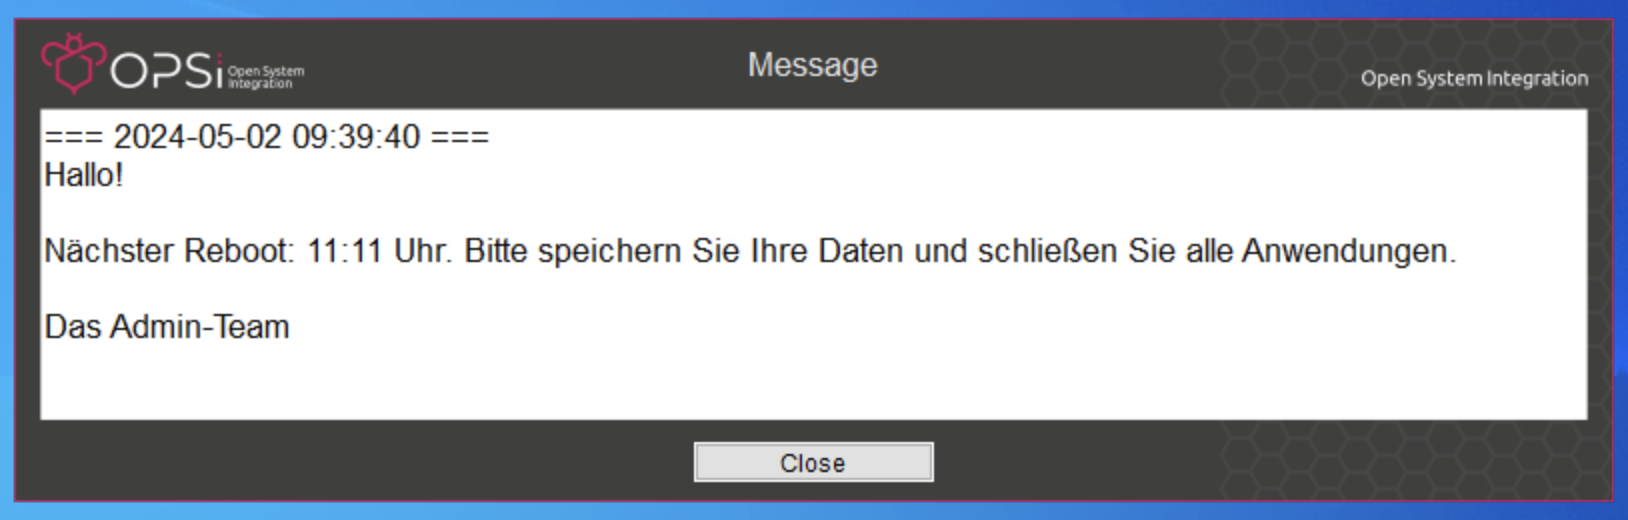 OPSi Open System
Integration
Message
Open System Integration
=== 2024-05-02 09:39:40 ===
Hallo!
Nächster Reboot: 11:11 Uhr. Bitte speichern Sie Ihre Daten und schließen Sie alle Anwendungen.
Das Admin-Team
Close